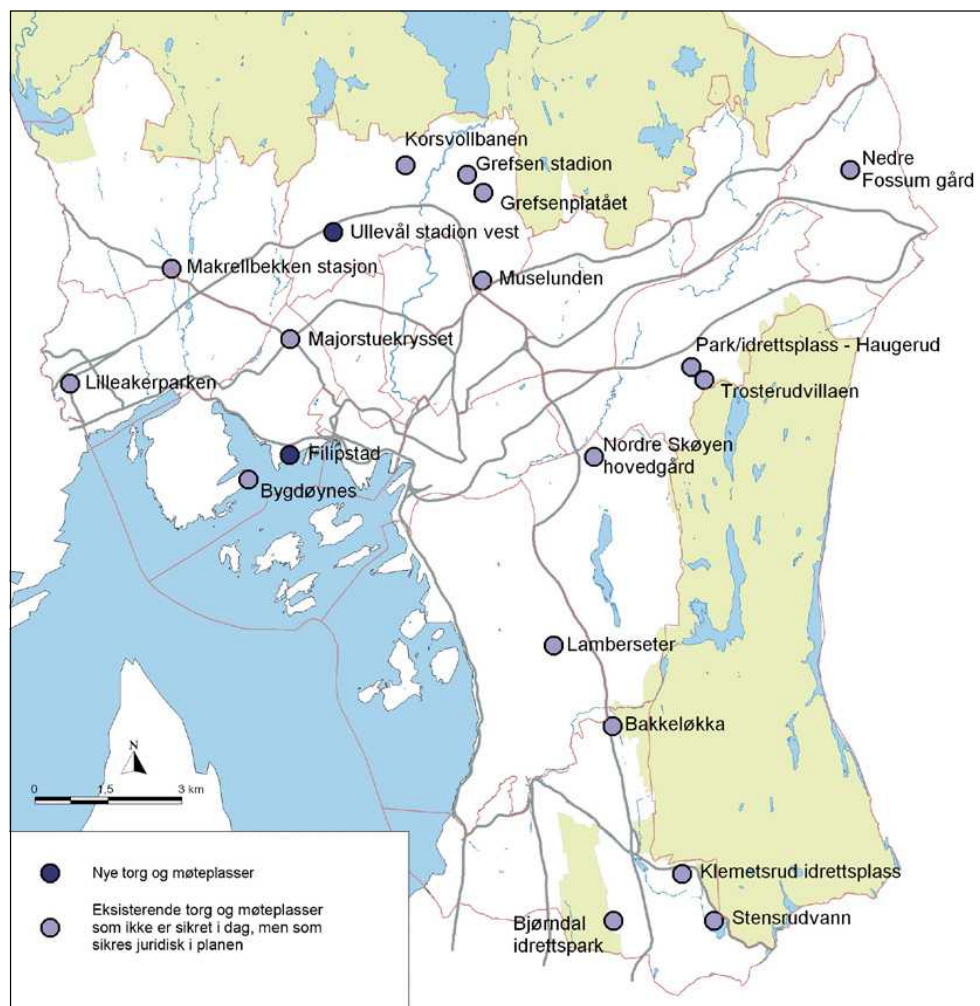 Korsvollbanen
Grefsen stadion
Grefsenplatået
Nedre
Fossum gård
Ullevål stadion vest
Makrellbekken stasjon
Muselunden
Majorstuekrysset
Park/idrettsplass - Haugerud
Lilleakerparken
Trosterudvillaen
Nordre Skøyen
hovedgård
Filipstad
Bygdøynes
Lamberseter
Bakkeløkka
N
0 1,5 3 km
Klemetsrud idrettsplass
Nye torg og møteplasser
Bjørndal
idrettspark
Stensrudvann
Eksisterende torg og møteplasser
som ikke er sikret i dag, men som
sikres juridisk i planen